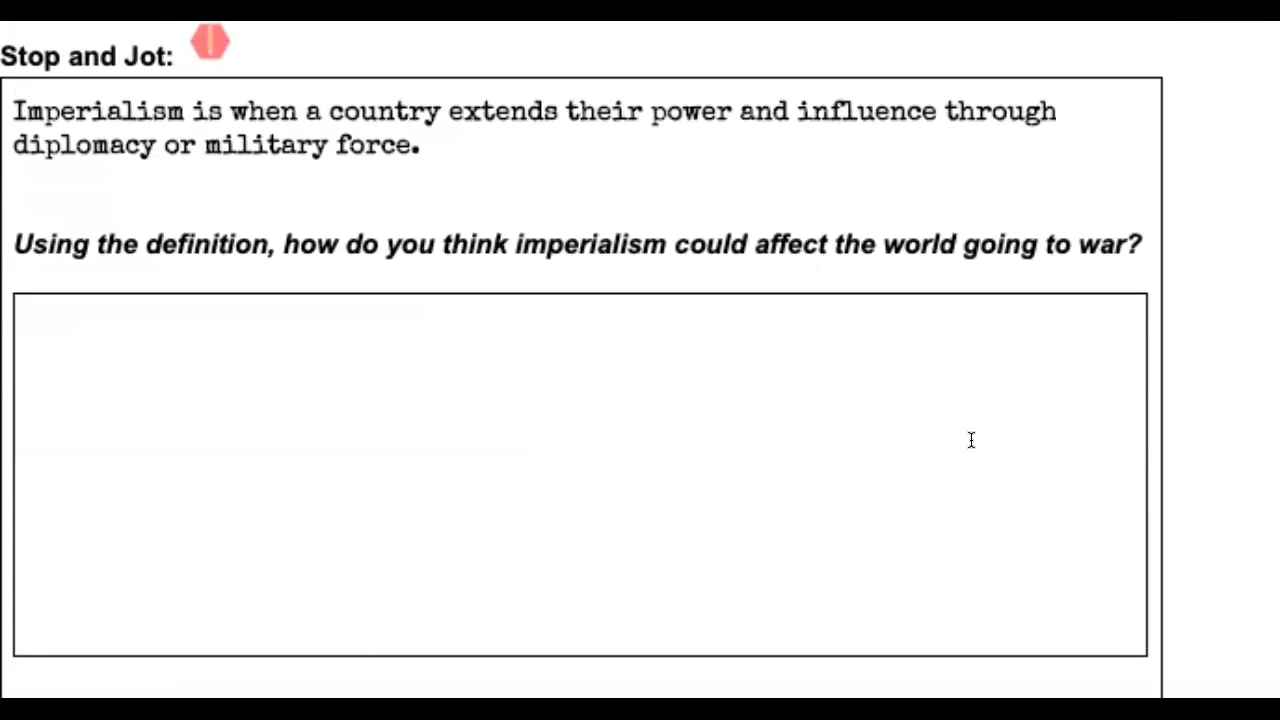 Stop and Jot:
Imperialism is when a country extends their power and influence through
diplomacy or military force.
Using the definition, how do you think imperialism could affect the world going to war?